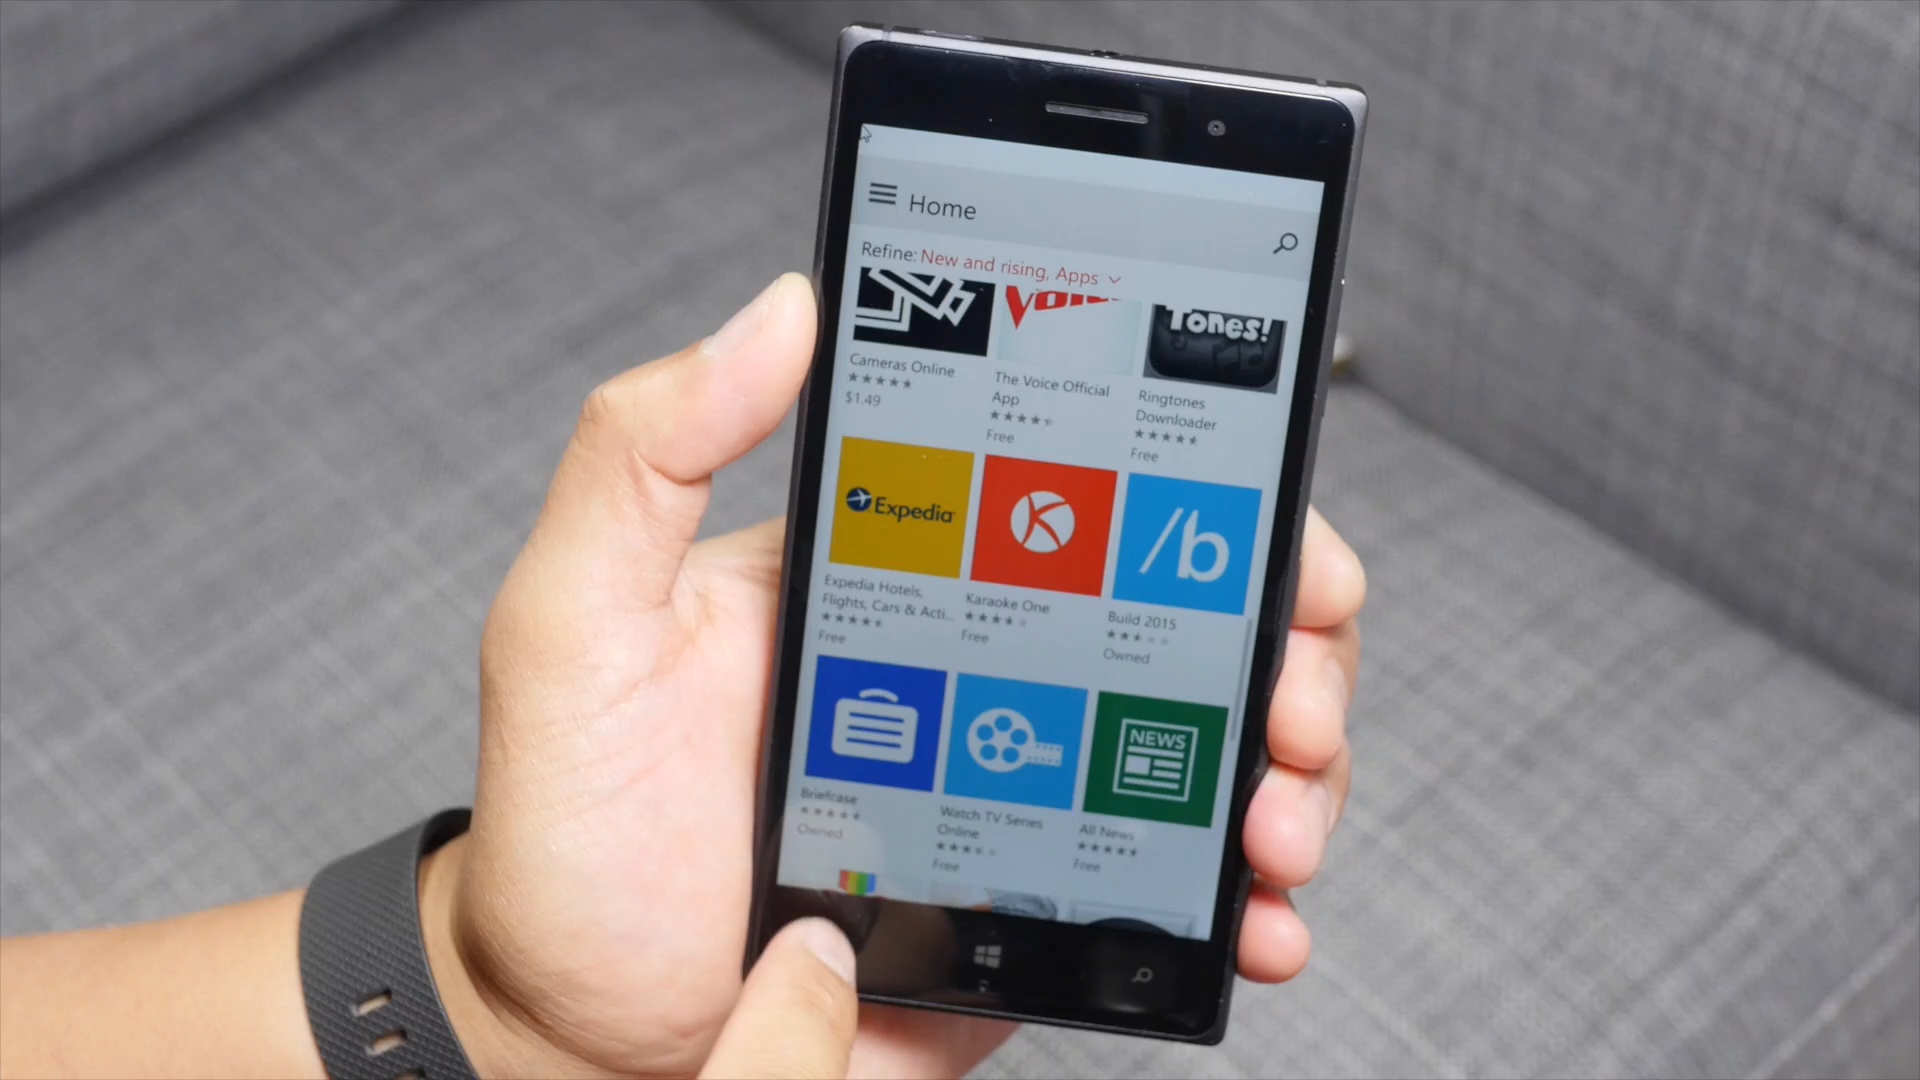 Home
Refine: New and rising, Apps
Tones!
Cameras Online
$1.49
The Voice Official
App
Free
Ringtones
Downloader
Free
Expedia
K
/b
Expedia Hotels,
Flights, Cars & Acti...
Free
Karaoke One
Free
Build 2015
Owned
NEWS
Briefcase
Owned
Watch TV Series
Online
Free
All News
Free